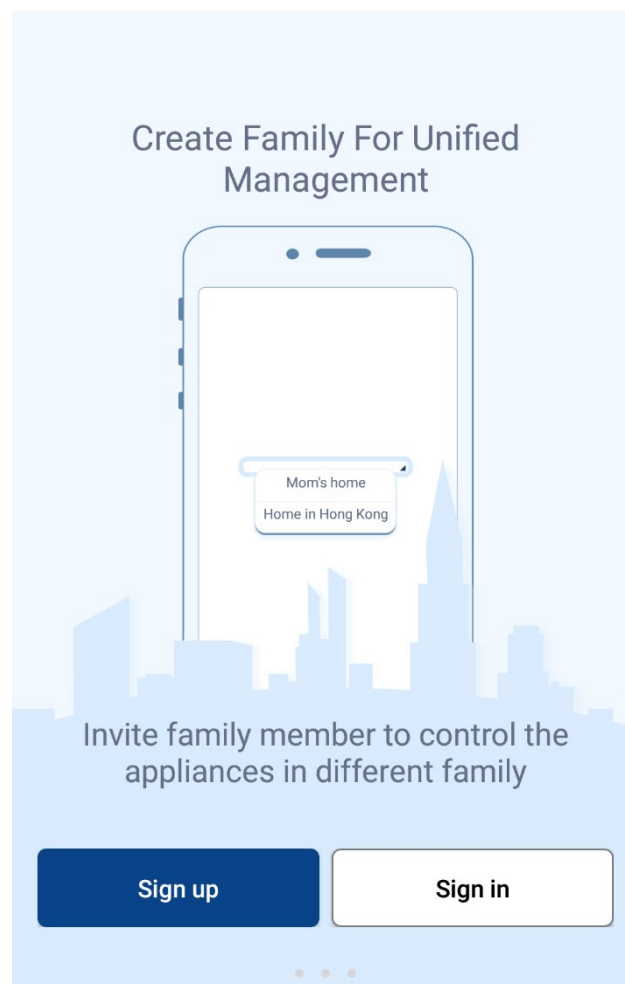 Create Family For Unified
Management
Mom's home
Home in Hong Kong
Invite family member to control the
appliances in different family
Sign up
Sign in